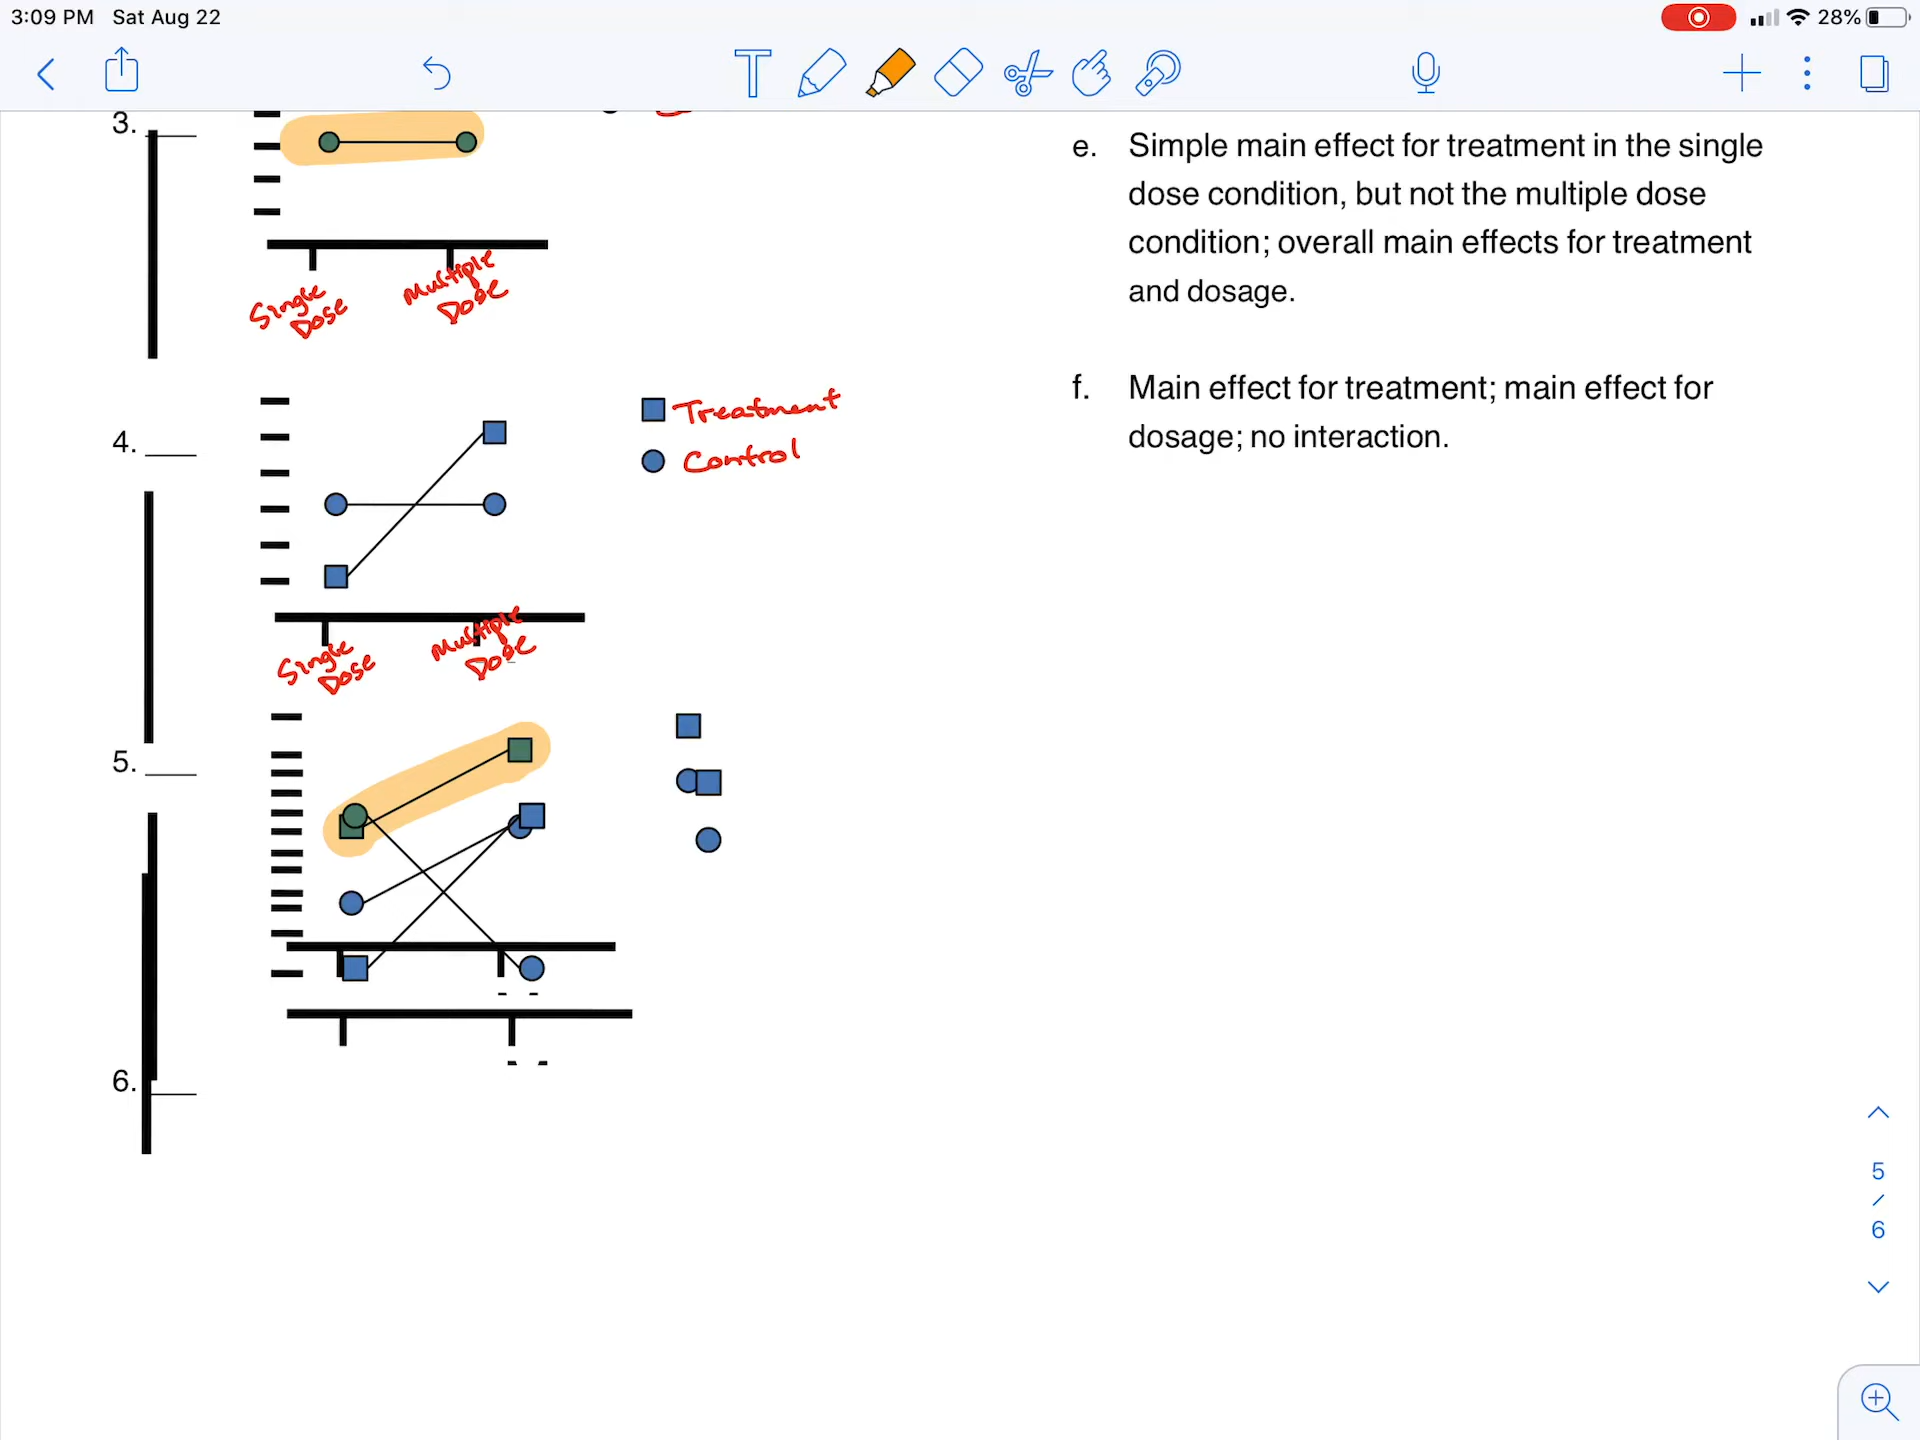 3:09 PM Sat Aug 22
28%
3.
Single Dose
Multiple Dose
4.
Treatment
Control
Single Dose
Multiple Dose
5.
6.
e. Simple main effect for treatment in the single
dose condition, but not the multiple dose
condition; overall main effects for treatment
and dosage.
f. Main effect for treatment; main effect for
dosage; no interaction.
5
/
6